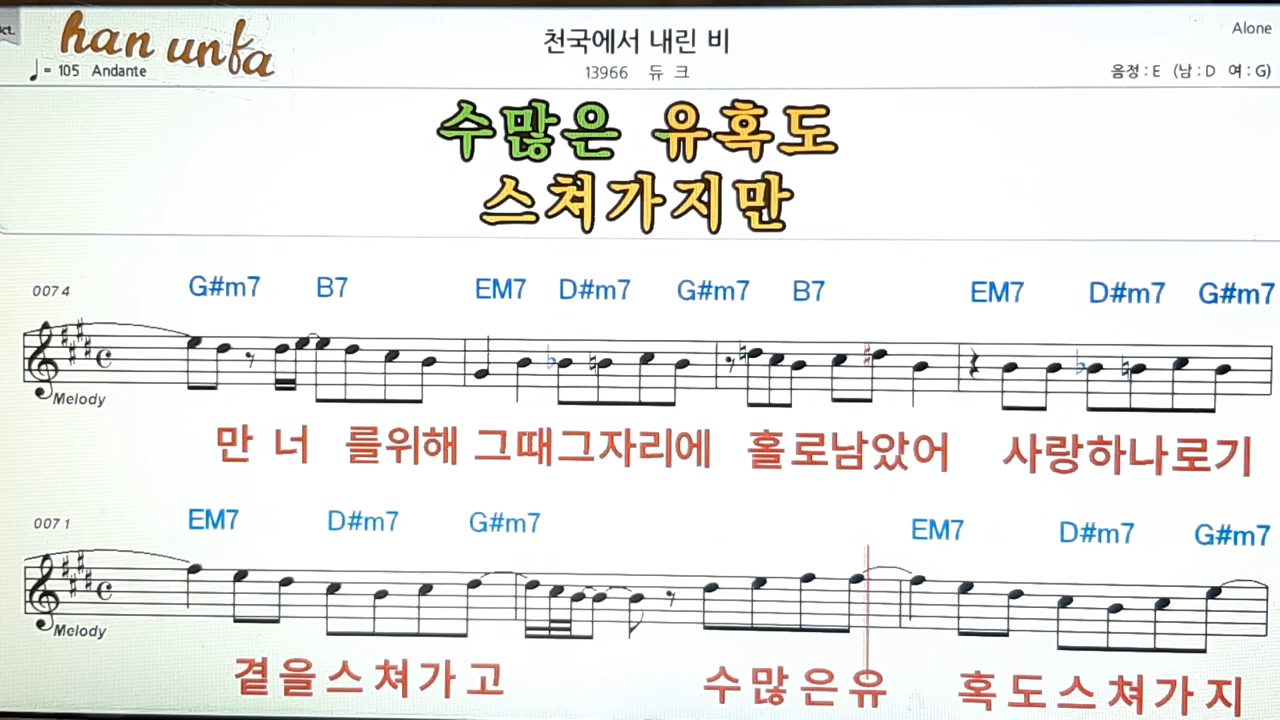 ct.
han unfa
천국에서 내린 비
Alone
♩= 105 Andante
13966 듀 크
음정 : E (남 : D 여 : G)
수많은 유혹도
스쳐가지만
0074
G#m7 B7 EM7 D#m7 G#m7 B7 EM7 D#m7 G#m7
Melody
만 너 를위해 그때그자리에 홀로남았어 사랑하나로기
0071
EM7 D#m7 G#m7 EM7 D#m7 G#m7
Melody
곁을스쳐가고 수많은유 혹도스쳐가지